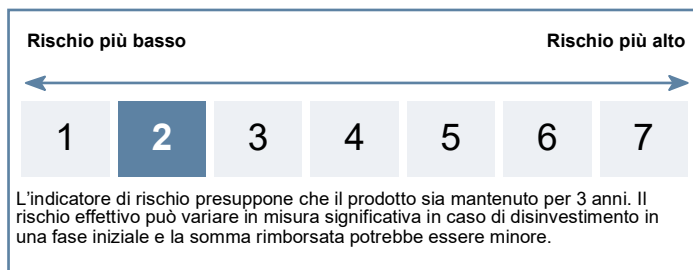 Rischio più basso Rischio più alto
1 2 3 4 5 6 7
L'indicatore di rischio presuppone che il prodotto sia mantenuto per 3 anni. Il
rischio effettivo può variare in misura significativa in caso di disinvestimento in
una fase iniziale e la somma rimborsata potrebbe essere minore.